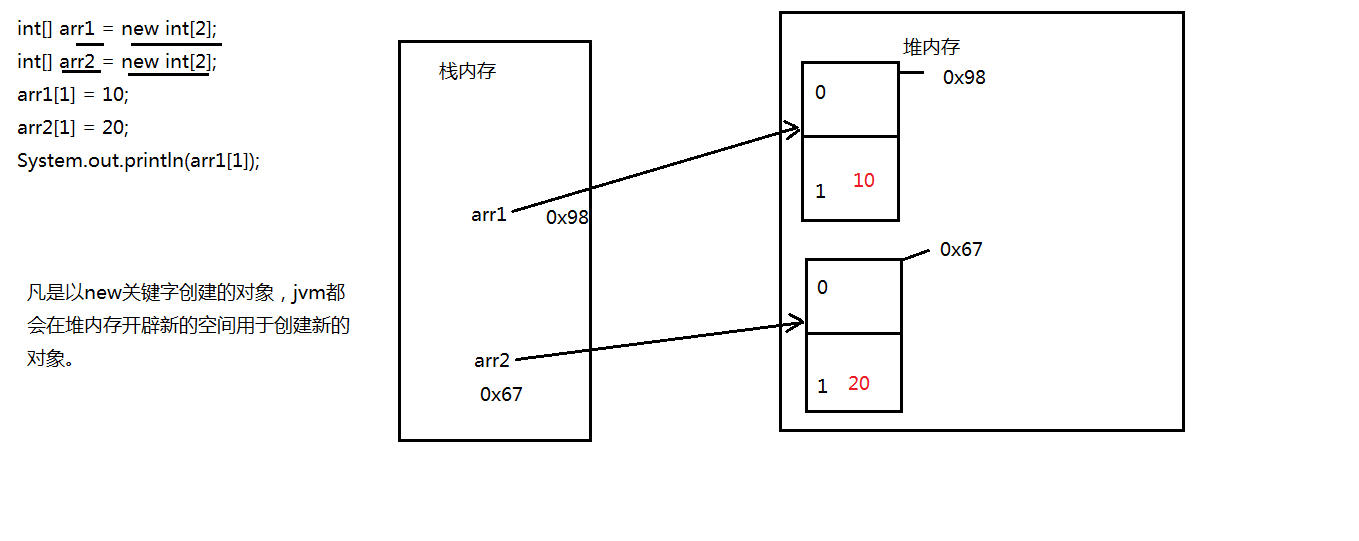 int[] arr1 = new int[2];
int[] arr2 = new int[2];
arr1[1] = 10;
arr2[1] = 20;
System.out.println(arr1[1]);
凡是以new关键字创建的对象，jvm都
会在堆内存开辟新的空间用于创建新的
对象。
栈内存
arr1 0x98
arr2
0x67
堆内存
0x98
0
1 10
0x67
0
1 20